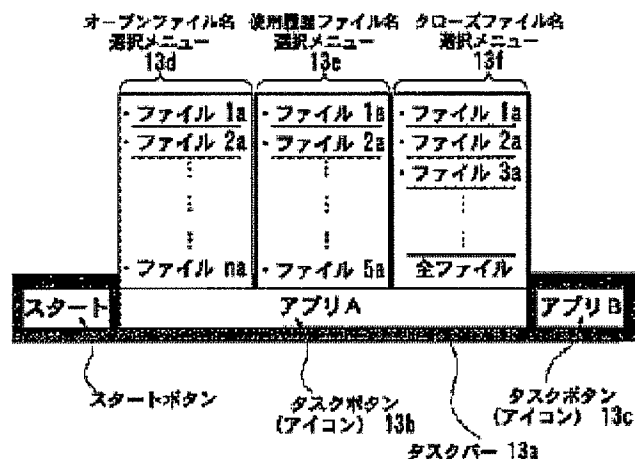 オープンファイル名
選択メニュー
13d
使用履歴ファイル名
選択メニュー
13e
クローズファイル名
選択メニュー
13f
・ファイル 1a
・ファイル 2a
・ファイル na
・ファイル 1a
・ファイル 2a
・ファイル 5a
・ファイル 1a
・ファイル 2a
・ファイル 3a
全ファイル
スタート
アプリA
アプリB
スタートボタン
タスクボタン
(アイコン) 13b
タスクボタン
(アイコン) 13c
タスクバー 13a